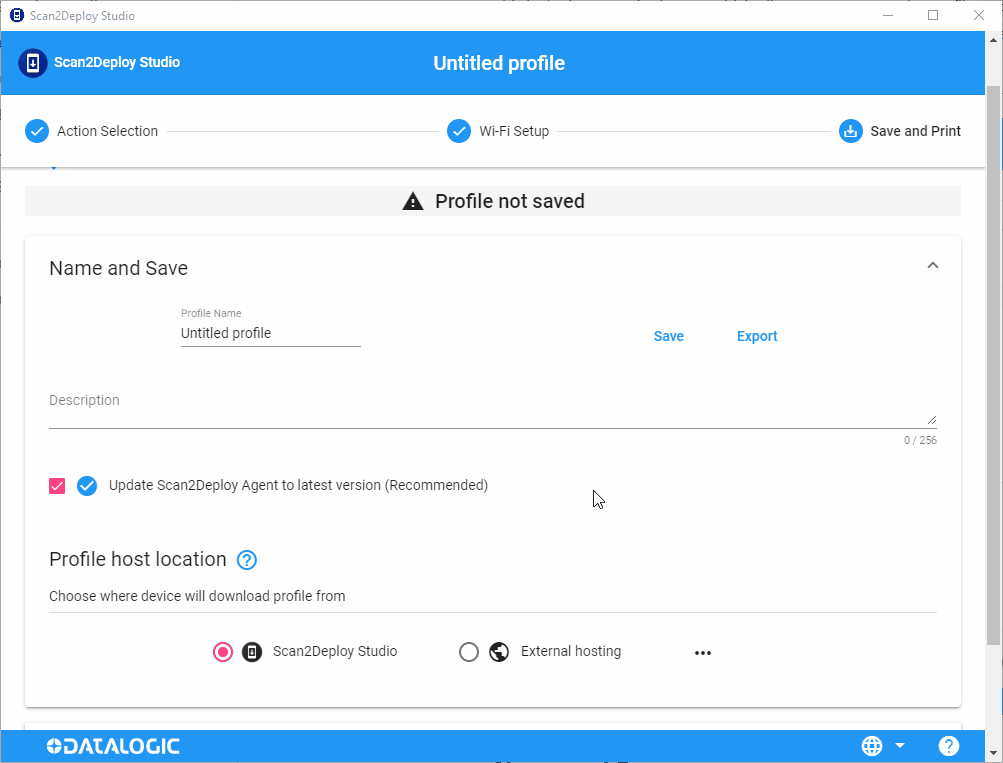 Scan2Deploy Studio
Scan2Deploy Studio
Untitled profile
Action Selection
Wi-Fi Setup
Save and Print
Profile not saved
Name and Save
Profile Name
Untitled profile
Save
Export
Description
0 / 256
Update Scan2Deploy Agent to latest version (Recommended)
Profile host location ?
Choose where device will download profile from
Scan2Deploy Studio
External hosting
...
DATALOGIC
?